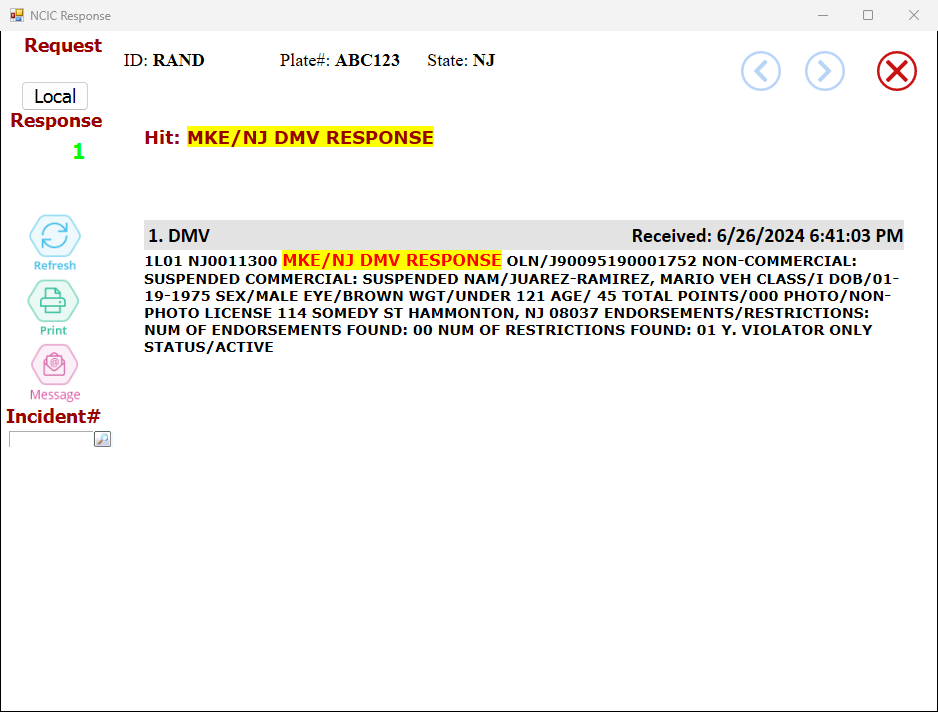 NCIC Response
Request
ID: RAND Plate#: ABC123 State: NJ
Local
Response
1
Hit: MKE/NJ DMV RESPONSE
1. DMV Received: 6/26/2024 6:41:03 PM
1L01 NJ0011300 MKE/NJ DMV RESPONSE OLN/J90095190001752 NON-COMMERCIAL:
SUSPENDED COMMERCIAL: SUSPENDED NAM/JUAREZ-RAMIREZ, MARIO VEH CLASS/I DOB/01-
19-1975 SEX/MALE EYE/BROWN WGT/UNDER 121 AGE/ 45 TOTAL POINTS/000 PHOTO/NON-
PHOTO LICENSE 114 SOMEDY ST HAMMONTON, NJ 08037 ENDORSEMENTS/RESTRICTIONS:
NUM OF ENDORSEMENTS FOUND: 00 NUM OF RESTRICTIONS FOUND: 01 Y. VIOLATOR ONLY
STATUS/ACTIVE
Refresh
Print
@
Message
Incident#